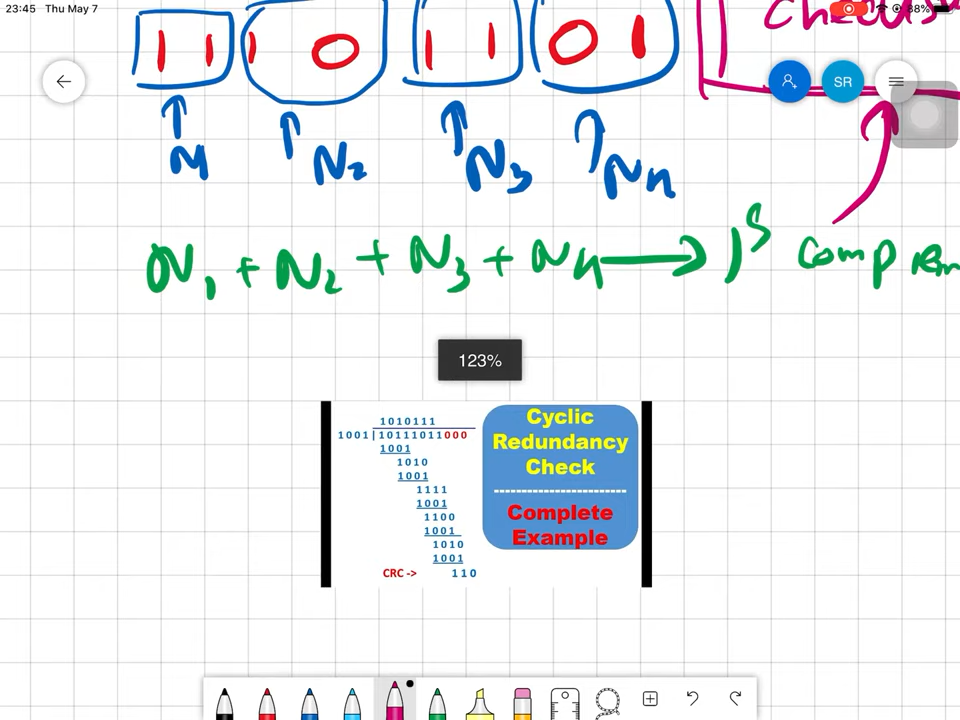 23:45 Thu May 7 88%
11 10 11 01
SR
N1 N2 N3 N4
N1 + N2 + N3 + N4 → 1's
123%
1010111
1001 | 10111011000
1001
1010
1001
1111
1001
1100
1001
1010
1001
CRC -> 110
Cyclic
Redundancy
Check
------------------------
Complete
Example